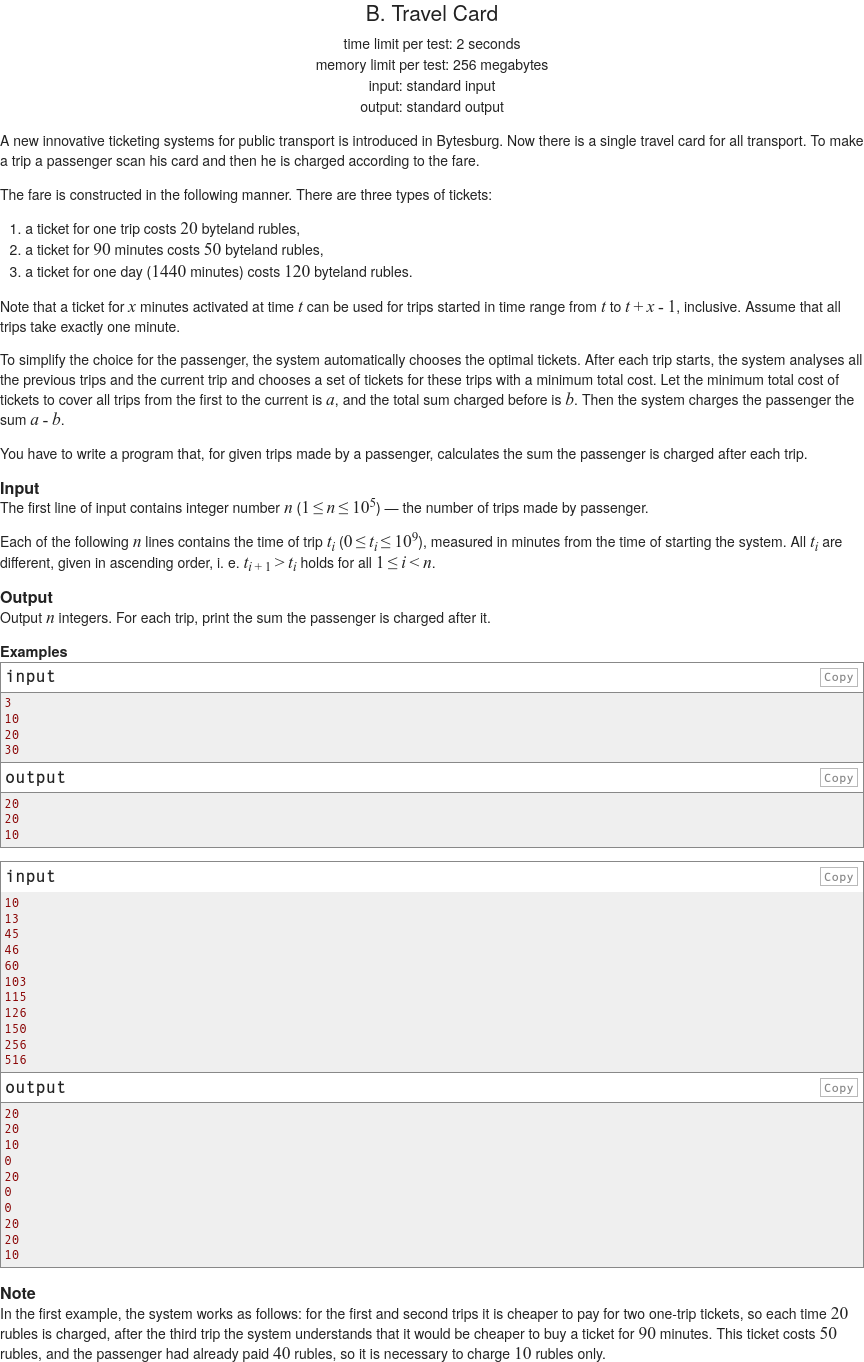 B. Travel Card
time limit per test: 2 seconds
memory limit per test: 256 megabytes
input: standard input
output: standard output
A new innovative ticketing systems for public transport is introduced in Bytesburg. Now there is a single travel card for all transport. To make
a trip a passenger scan his card and then he is charged according to the fare.
The fare is constructed in the following manner. There are three types of tickets:
1. a ticket for one trip costs 20 byteland rubles,
2. a ticket for 90 minutes costs 50 byteland rubles,
3. a ticket for one day (1440 minutes) costs 120 byteland rubles.
Note that a ticket for x minutes activated at time t can be used for trips started in time range from t to t + x - 1, inclusive. Assume that all
trips take exactly one minute.
To simplify the choice for the passenger, the system automatically chooses the optimal tickets. After each trip starts, the system analyses all
the previous trips and the current trip and chooses a set of tickets for these trips with a minimum total cost. Let the minimum total cost of
tickets to cover all trips from the first to the current is a, and the total sum charged before is b. Then the system charges the passenger the
sum a - b.
You have to write a program that, for given trips made by a passenger, calculates the sum the passenger is charged after each trip.
Input
The first line of input contains integer number n (1 ≤ n ≤ 10^5) — the number of trips made by passenger.
Each of the following n lines contains the time of trip t_i (0 ≤ t_i ≤ 10^9), measured in minutes from the time of starting the system. All t_i are
different, given in ascending order, i. e. t_{i + 1} > t_i holds for all 1 ≤ i < n.
Output
Output n integers. For each trip, print the sum the passenger is charged after it.
Examples
input Copy
3
10
20
30
output Copy
20
20
10
input Copy
10
13
45
46
60
103
115
126
150
256
516
output Copy
20
20
10
0
20
0
0
20
20
10
Note
In the first example, the system works as follows: for the first and second trips it is cheaper to pay for two one-trip tickets, so each time 20
rubles is charged, after the third trip the system understands that it would be cheaper to buy a ticket for 90 minutes. This ticket costs 50
rubles, and the passenger had already paid 40 rubles, so it is necessary to charge 10 rubles only.